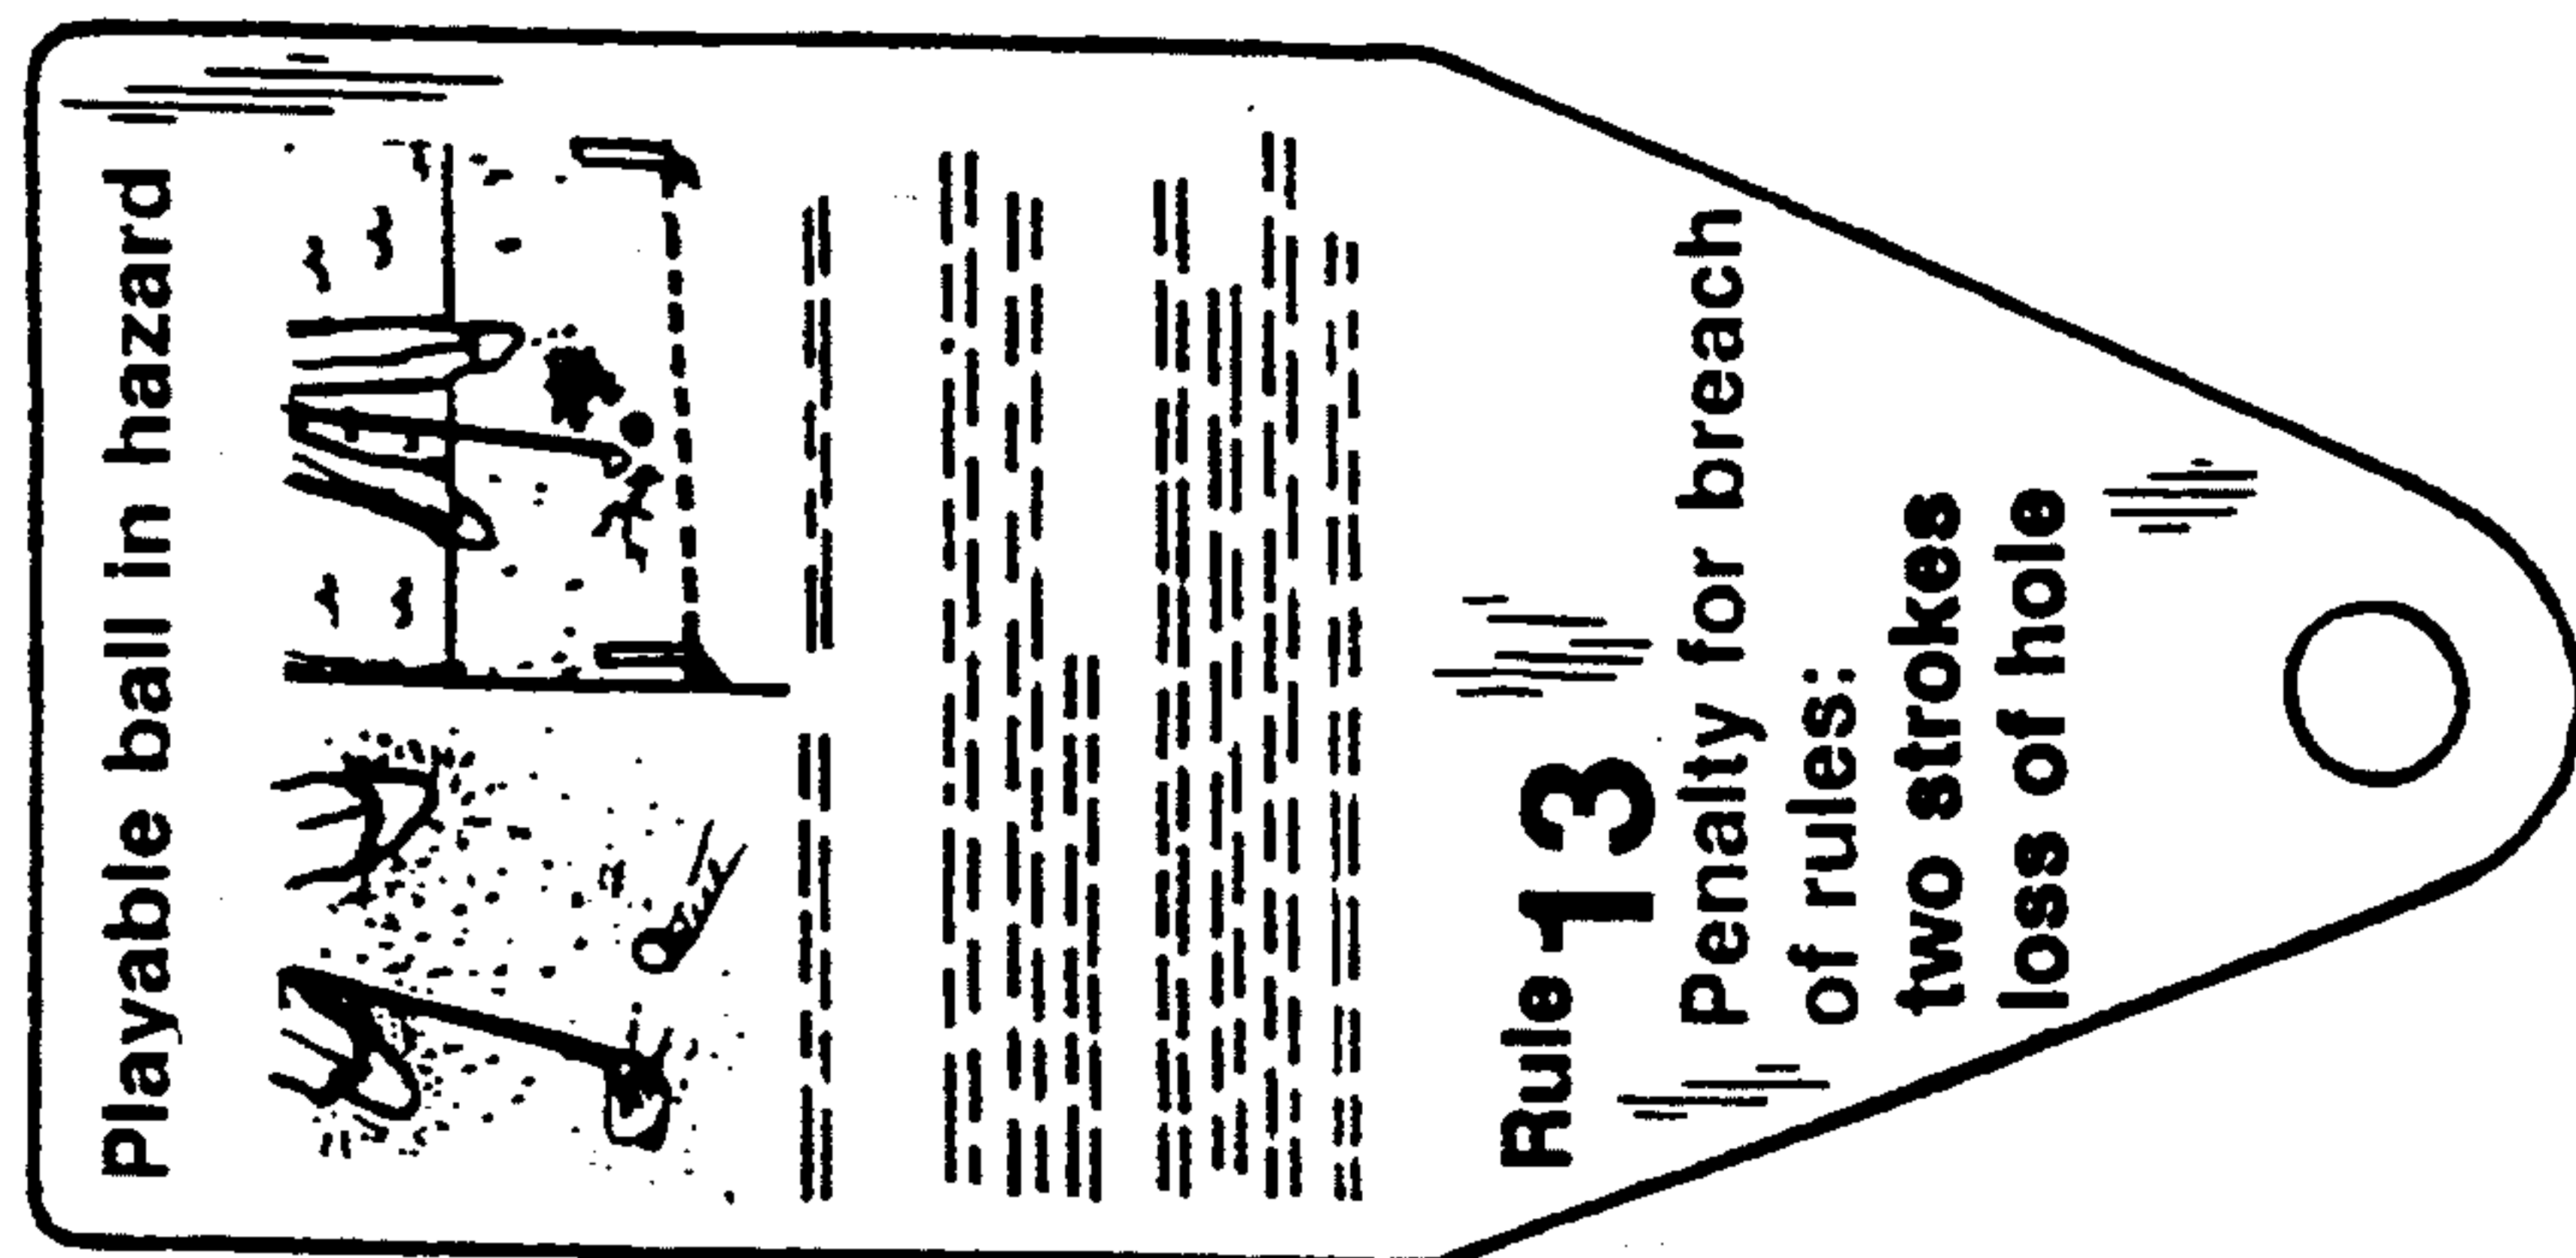 Playable ball in hazard
Rule 13
Penalty for breach
of rules:
two strokes
loss of hole